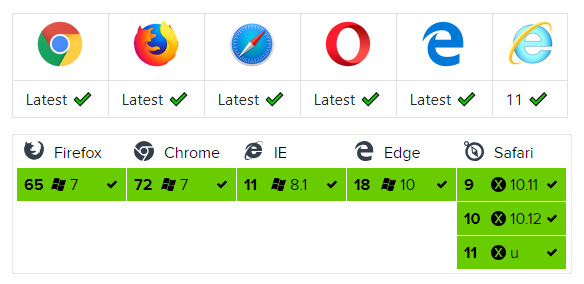 Latest Latest Latest Latest Latest 11
Firefox Chrome IE Edge Safari
65 7 72 7 11 8.1 18 10 9 X 10.11
10 X 10.12
11 X u